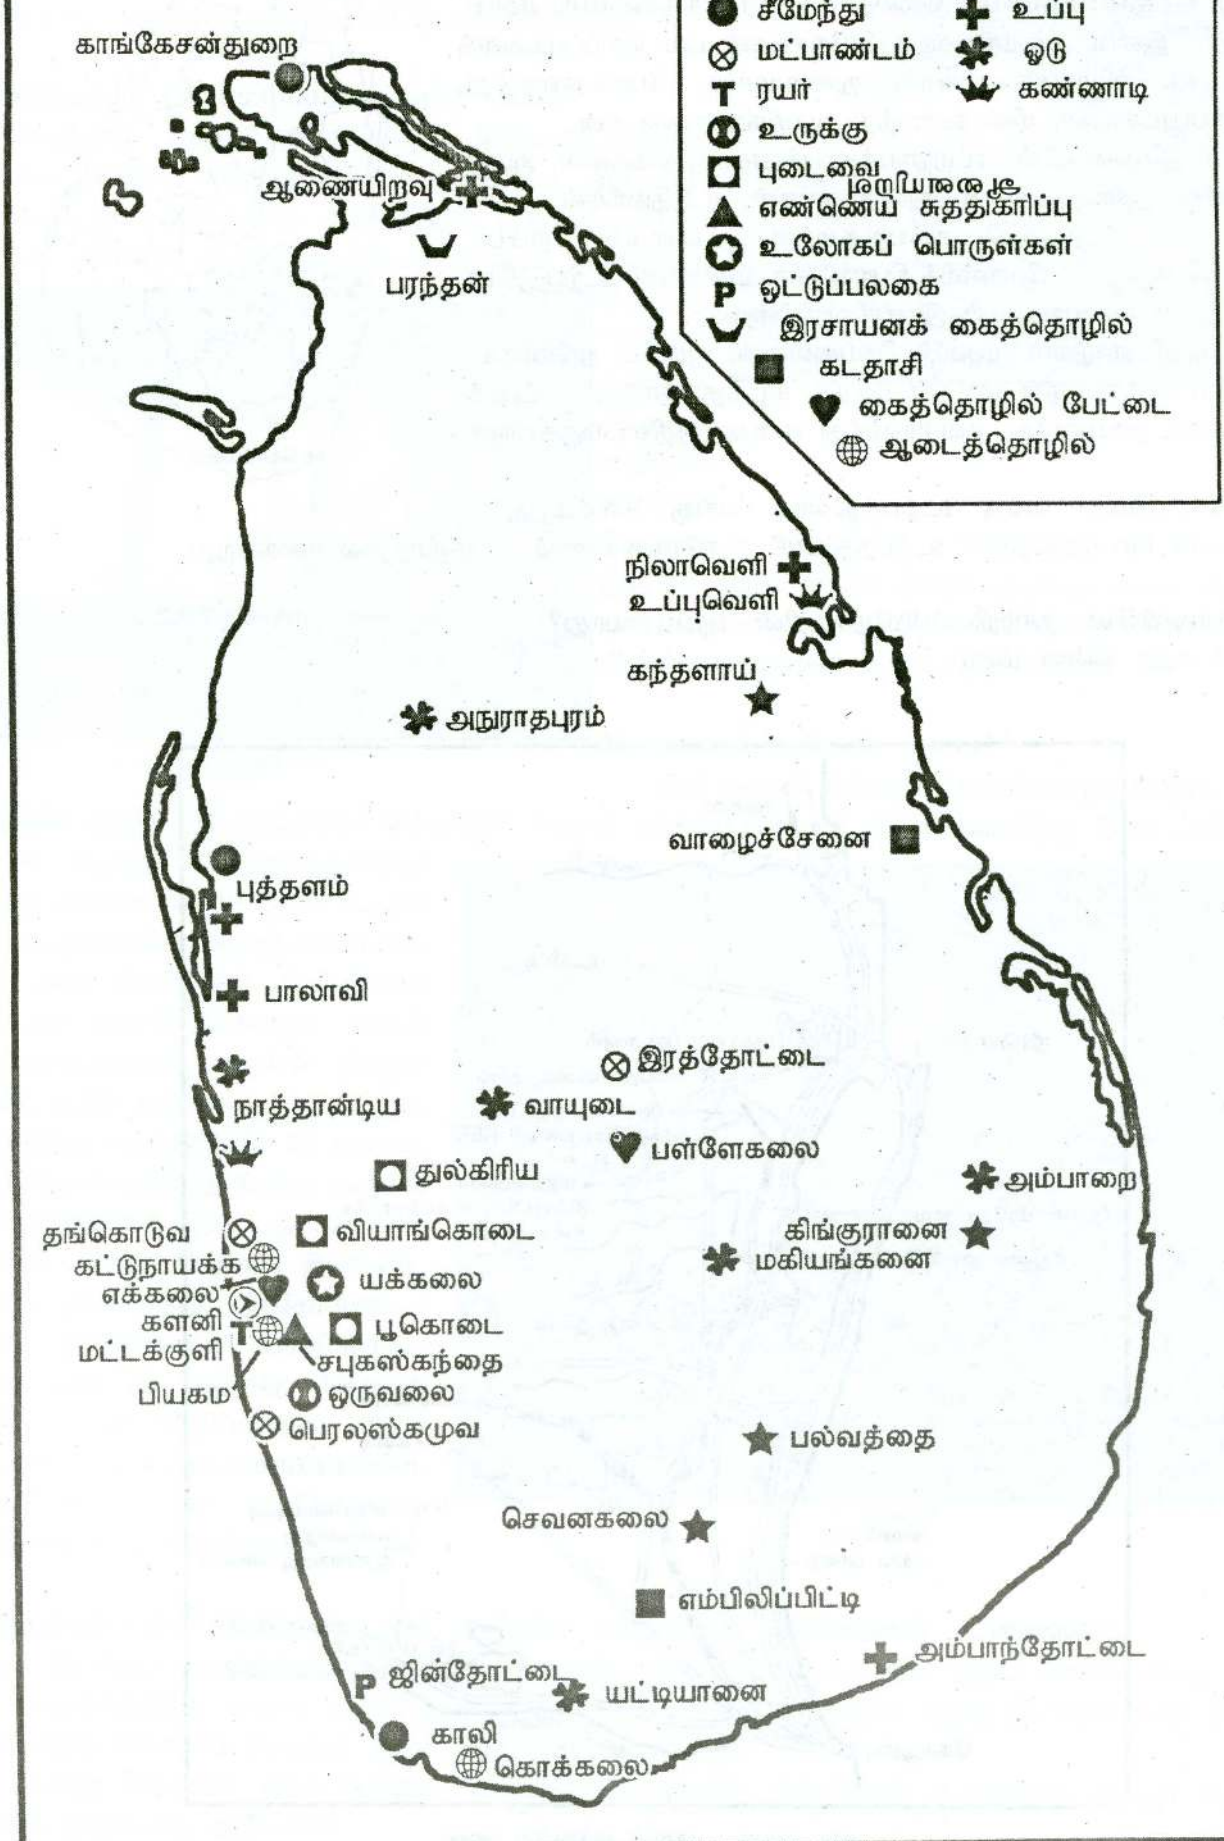 சீமேந்து
உப்பு
மட்பாண்டம்
ஓடு
ரயர்
கண்ணாடி
உருக்கு
புடைவை
எண்ணெய் சுத்திகரிப்பு
உலோகப் பொருள்கள்
P ஒட்டுப்பலகை
இரசாயனக் கைத்தொழில்
கடதாசி
கைத்தொழில் பேட்டை
ஆடைத்தொழில்
காங்கேசன்துறை
ஆணையிறவு
பரந்தன்
நிலாவெளி
உப்புவெளி
கந்தளாய்
அநுராதபுரம்
வாழைச்சேனை
புத்தளம்
பாலாவி
இரத்தோட்டை
நாத்தான்டிய
வாயுடை
பள்ளேகலை
துல்கிரிய
அம்பாறை
தங்கொடுவ
வியாங்கொடை
கிங்குரானை
கட்டுநாயக்க
மகியங்கனை
எக்கலை
யக்கலை
களனி
T
பூகொடை
மட்டக்குளி
சபுகஸ்கந்தை
பியகம
ஒருவலை
பெரலஸ்கமுவ
பல்வத்தை
செவனகலை
எம்பிலிப்பிட்டி
அம்பாந்தோட்டை
P ஜின்தோட்டை
யட்டியானை
காலி
கொக்கலை